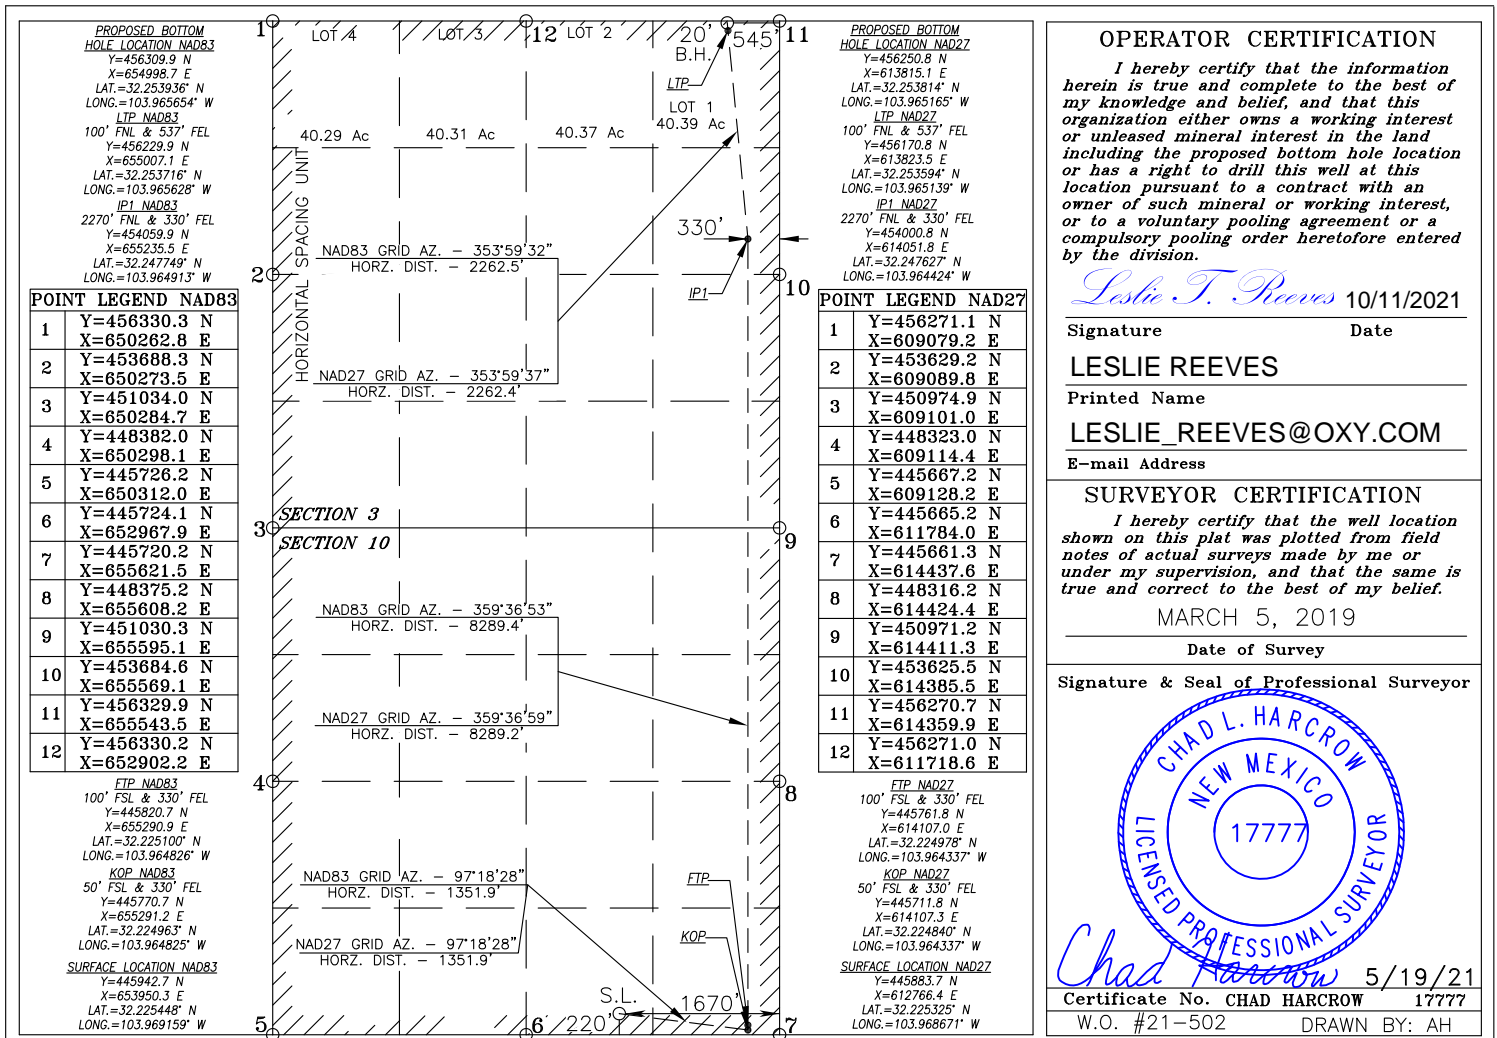 PROPOSED BOTTOM
HOLE LOCATION NAD83
Y=456309.9 N
X=654998.7 E
LAT.=32.253936° N
LONG.=103.965654° W
LTP NAD83
100' FNL & 537' FEL
Y=456229.9 N
X=655007.1 E
LAT.=32.253716° N
LONG.=103.965628° W
IP1 NAD83
2270' FNL & 330' FEL
Y=454059.9 N
X=655235.5 E
LAT.=32.247749° N
LONG.=103.964913° W
POINT LEGEND NAD83
1 Y=456330.3 N
X=650262.8 E
2 Y=453688.3 N
X=650273.5 E
3 Y=451034.0 N
X=650284.7 E
4 Y=448382.0 N
X=650298.1 E
5 Y=445726.2 N
X=650312.0 E
6 Y=445724.1 N
X=652967.9 E
7 Y=445720.2 N
X=655621.5 E
8 Y=448375.2 N
X=655608.2 E
9 Y=451030.3 N
X=655595.1 E
10 Y=453684.6 N
X=655569.1 E
11 Y=456329.9 N
X=655543.5 E
12 Y=456330.2 N
X=652902.2 E
FTP NAD83
100' FSL & 330' FEL
Y=445820.7 N
X=655290.9 E
LAT.=32.225100° N
LONG.=103.964826° W
KOP NAD83
50' FSL & 330' FEL
Y=445770.7 N
X=655291.2 E
LAT.=32.224963° N
LONG.=103.964825° W
SURFACE LOCATION NAD83
Y=445942.7 N
X=653950.3 E
LAT.=32.225448° N
LONG.=103.969159° W
1
LOT 4
LOT 3
12
LOT 2
20'
B.H.
545'
11
LTP
LOT 1
40.29 Ac
40.31 Ac
40.37 Ac
40.39 Ac
HORIZONTAL SPACING UNIT
330'
NAD83 GRID AZ. - 353°59'32"
HORZ. DIST. - 2262.5'
2
10
IP1
NAD27 GRID AZ. - 353°59'37"
HORZ. DIST. - 2262.4'
SECTION 3
3
9
SECTION 10
NAD83 GRID AZ. - 359°36'53"
HORZ. DIST. - 8289.4'
NAD27 GRID AZ. - 359°36'59"
HORZ. DIST. - 8289.2'
4
8
NAD83 GRID AZ. - 97°18'28"
HORZ. DIST. - 1351.9'
FTP
KOP
NAD27 GRID AZ. - 97°18'28"
HORZ. DIST. - 1351.9'
S.L.
1670'
220'
5
6
7
PROPOSED BOTTOM
HOLE LOCATION NAD27
Y=456250.8 N
X=613815.1 E
LAT.=32.253814° N
LONG.=103.965165° W
LTP NAD27
100' FNL & 537' FEL
Y=456170.8 N
X=613823.5 E
LAT.=32.253594° N
LONG.=103.965139° W
IP1 NAD27
2270' FNL & 330' FEL
Y=454000.8 N
X=614051.8 E
LAT.=32.247627° N
LONG.=103.964424° W
POINT LEGEND NAD27
1 Y=456271.1 N
X=609079.2 E
2 Y=453629.2 N
X=609089.8 E
3 Y=450974.9 N
X=609101.0 E
4 Y=448323.0 N
X=609114.4 E
5 Y=445667.2 N
X=609128.2 E
6 Y=445665.2 N
X=611784.0 E
7 Y=445661.3 N
X=614437.6 E
8 Y=448316.2 N
X=614424.4 E
9 Y=450971.2 N
X=614411.3 E
10 Y=453625.5 N
X=614385.5 E
11 Y=456270.7 N
X=614359.9 E
12 Y=456271.0 N
X=611718.6 E
FTP NAD27
100' FSL & 330' FEL
Y=445761.8 N
X=614107.0 E
LAT.=32.224978° N
LONG.=103.964337° W
KOP NAD27
50' FSL & 330' FEL
Y=445711.8 N
X=614107.3 E
LAT.=32.224840° N
LONG.=103.964337° W
SURFACE LOCATION NAD27
Y=445883.7 N
X=612766.4 E
LAT.=32.225325° N
LONG.=103.968671° W
OPERATOR CERTIFICATION
I hereby certify that the information
herein is true and complete to the best of
my knowledge and belief, and that this
organization either owns a working interest
or unleased mineral interest in the land
including the proposed bottom hole location
or has a right to drill this well at this
location pursuant to a contract with an
owner of such mineral or working interest,
or to a voluntary pooling agreement or a
compulsory pooling order heretofore entered
by the division.
Leslie T. Reeves 10/11/2021
Signature Date
LESLIE REEVES
Printed Name
LESLIE_REEVES@OXY.COM
E-mail Address
SURVEYOR CERTIFICATION
I hereby certify that the well location
shown on this plat was plotted from field
notes of actual surveys made by me or
under my supervision, and that the same is
true and correct to the best of my belief.
MARCH 5, 2019
Date of Survey
Signature & Seal of Professional Surveyor
CHAD L. HARCROW
NEW MEXICO
17777
LICENSED PROFESSIONAL SURVEYOR
Chad Harcrow 5/19/21
Certificate No. CHAD HARCROW 17777
W.O. #21-502 DRAWN BY: AH